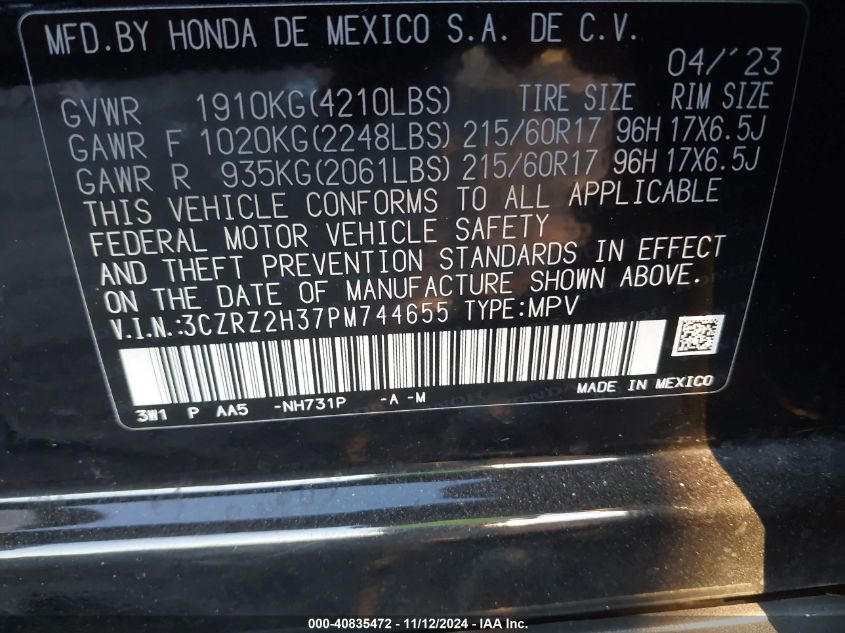 MFD.BY HONDA DE MEXICO S.A. DE C.V.
04/'23
GVWR 1910KG(4210LBS) TIRE SIZE RIM SIZE
GAWR F 1020KG(2248LBS) 215/60R17 96H 17X6.5J
GAWR R 935KG(2061LBS) 215/60R17 96H 17X6.5J
THIS VEHICLE CONFORMS TO ALL APPLICABLE
FEDERAL MOTOR VEHICLE SAFETY
AND THEFT PREVENTION STANDARDS IN EFFECT
ON THE DATE OF MANUFACTURE SHOWN ABOVE.
V.I.N.:3CZRZ2H37PM744655 TYPE:MPV
3W1 P AA5 -NH731P -A -M MADE IN MEXICO
000-40835472 - 11/12/2024 - IAA Inc.